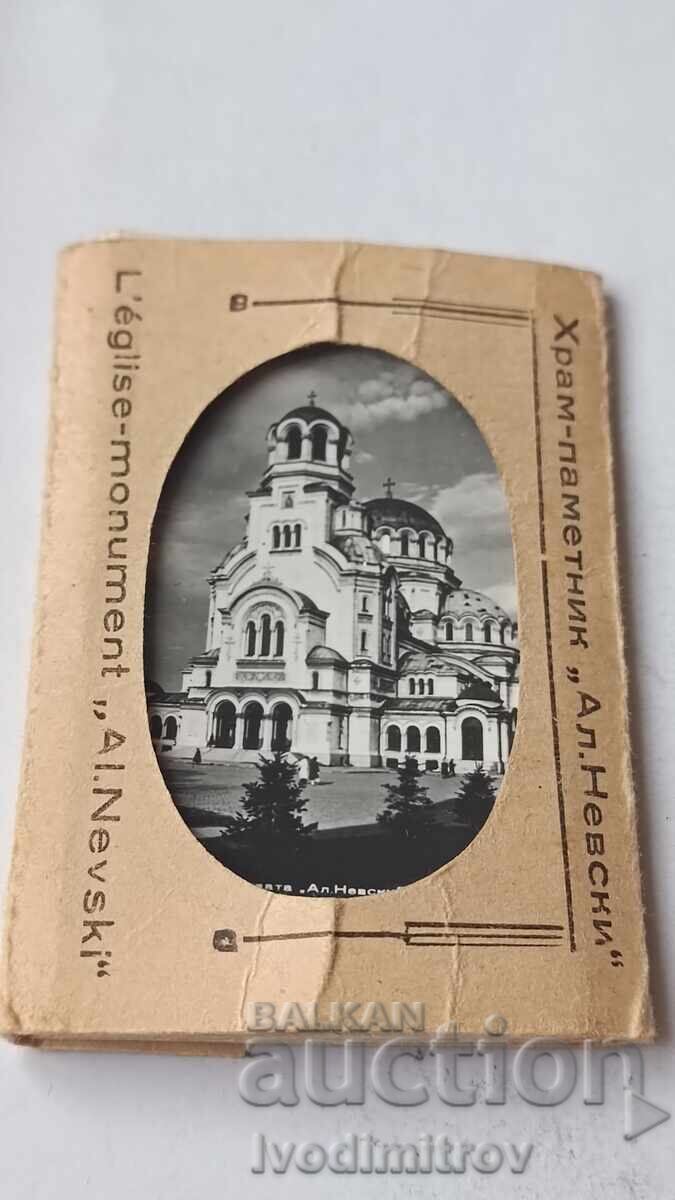 Храм-паметник „Ал.Невски“
L'église-monument „Al.Nevski“
„Ал.Невски“
BALKAN
auction
Ivodimitrov